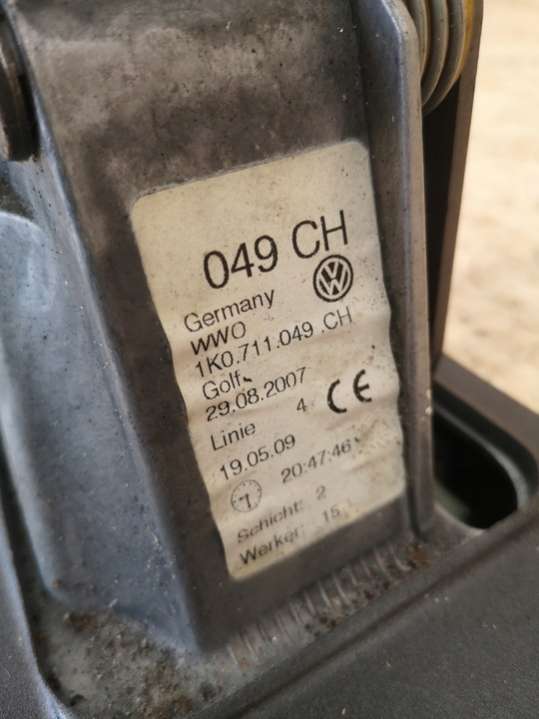 049 CH
Germany
WWO
1K0.711.049 .CH
Golf
29.08.2007
Linie 4 CE
19.05.09 20:47:46
Schicht: 2
Werker: 15